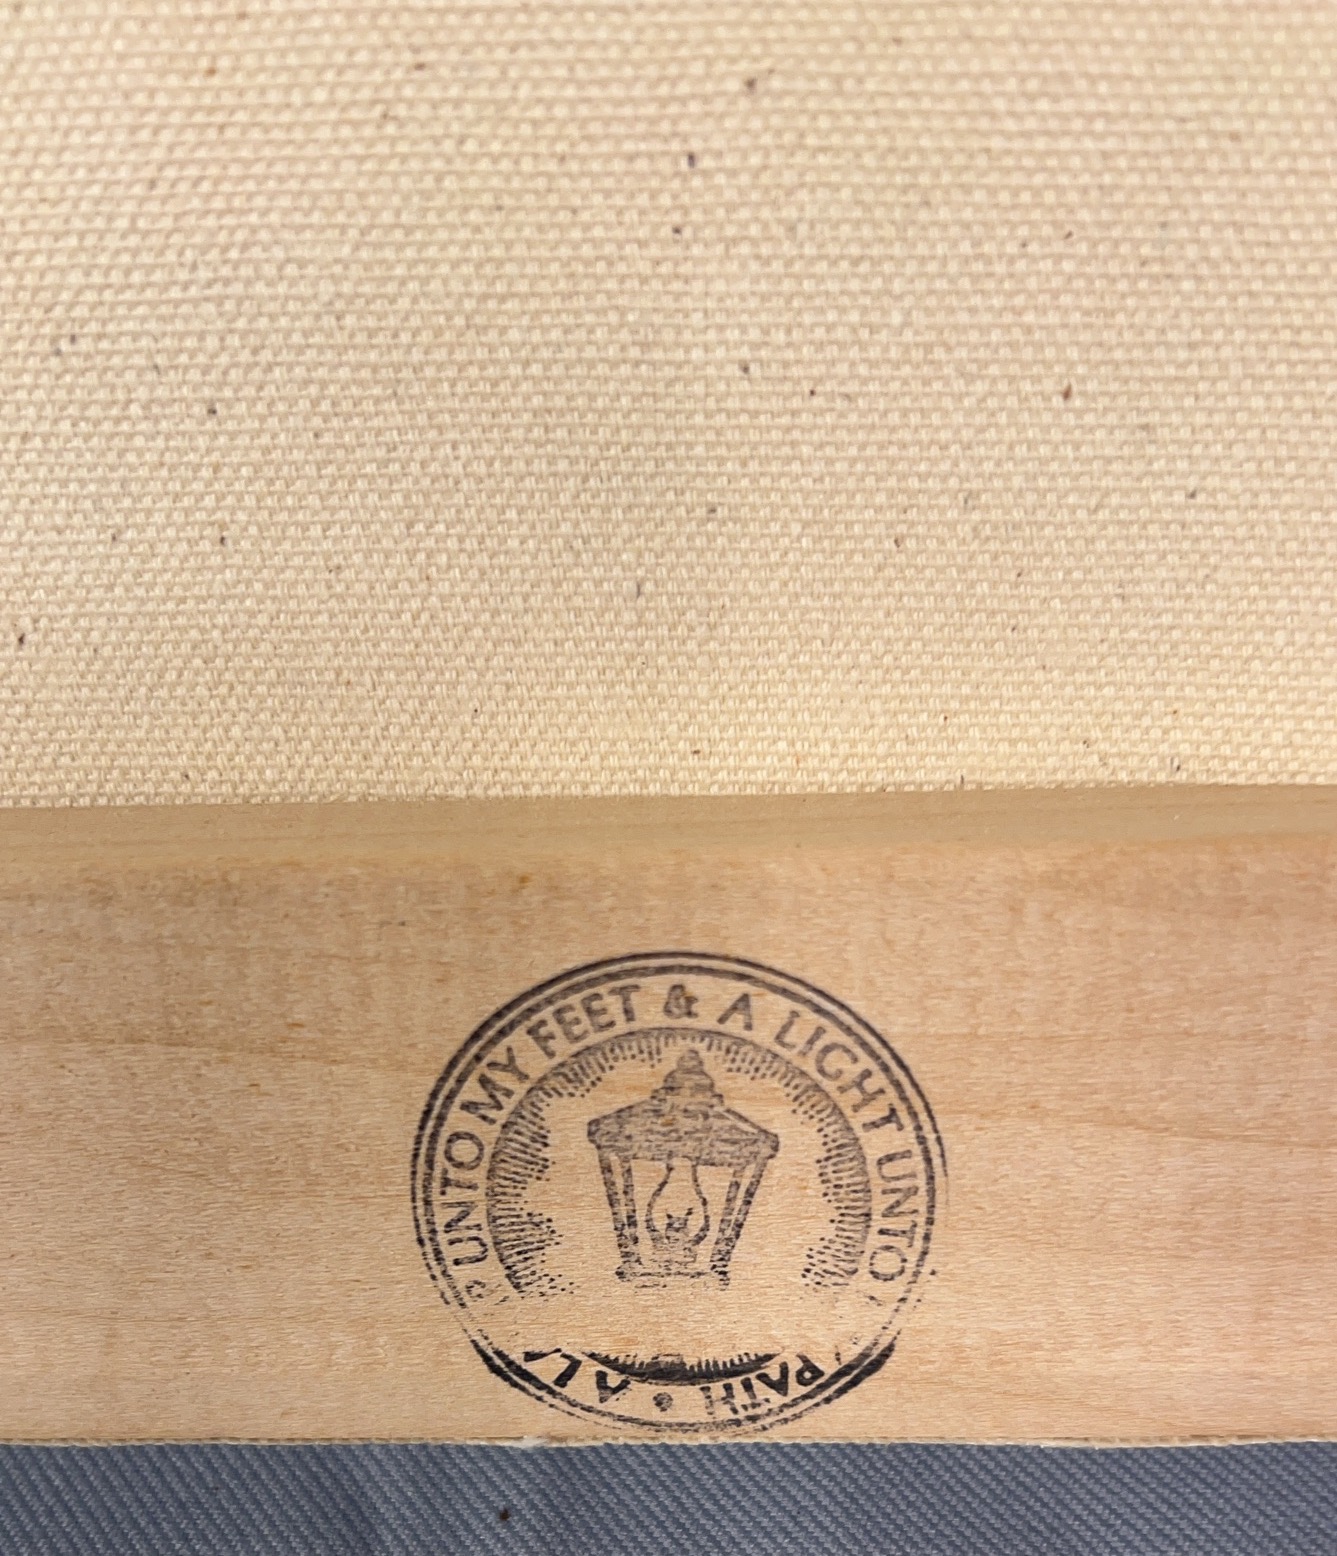 A UNTO MY FEET & A LIGHT UNTO PATH •